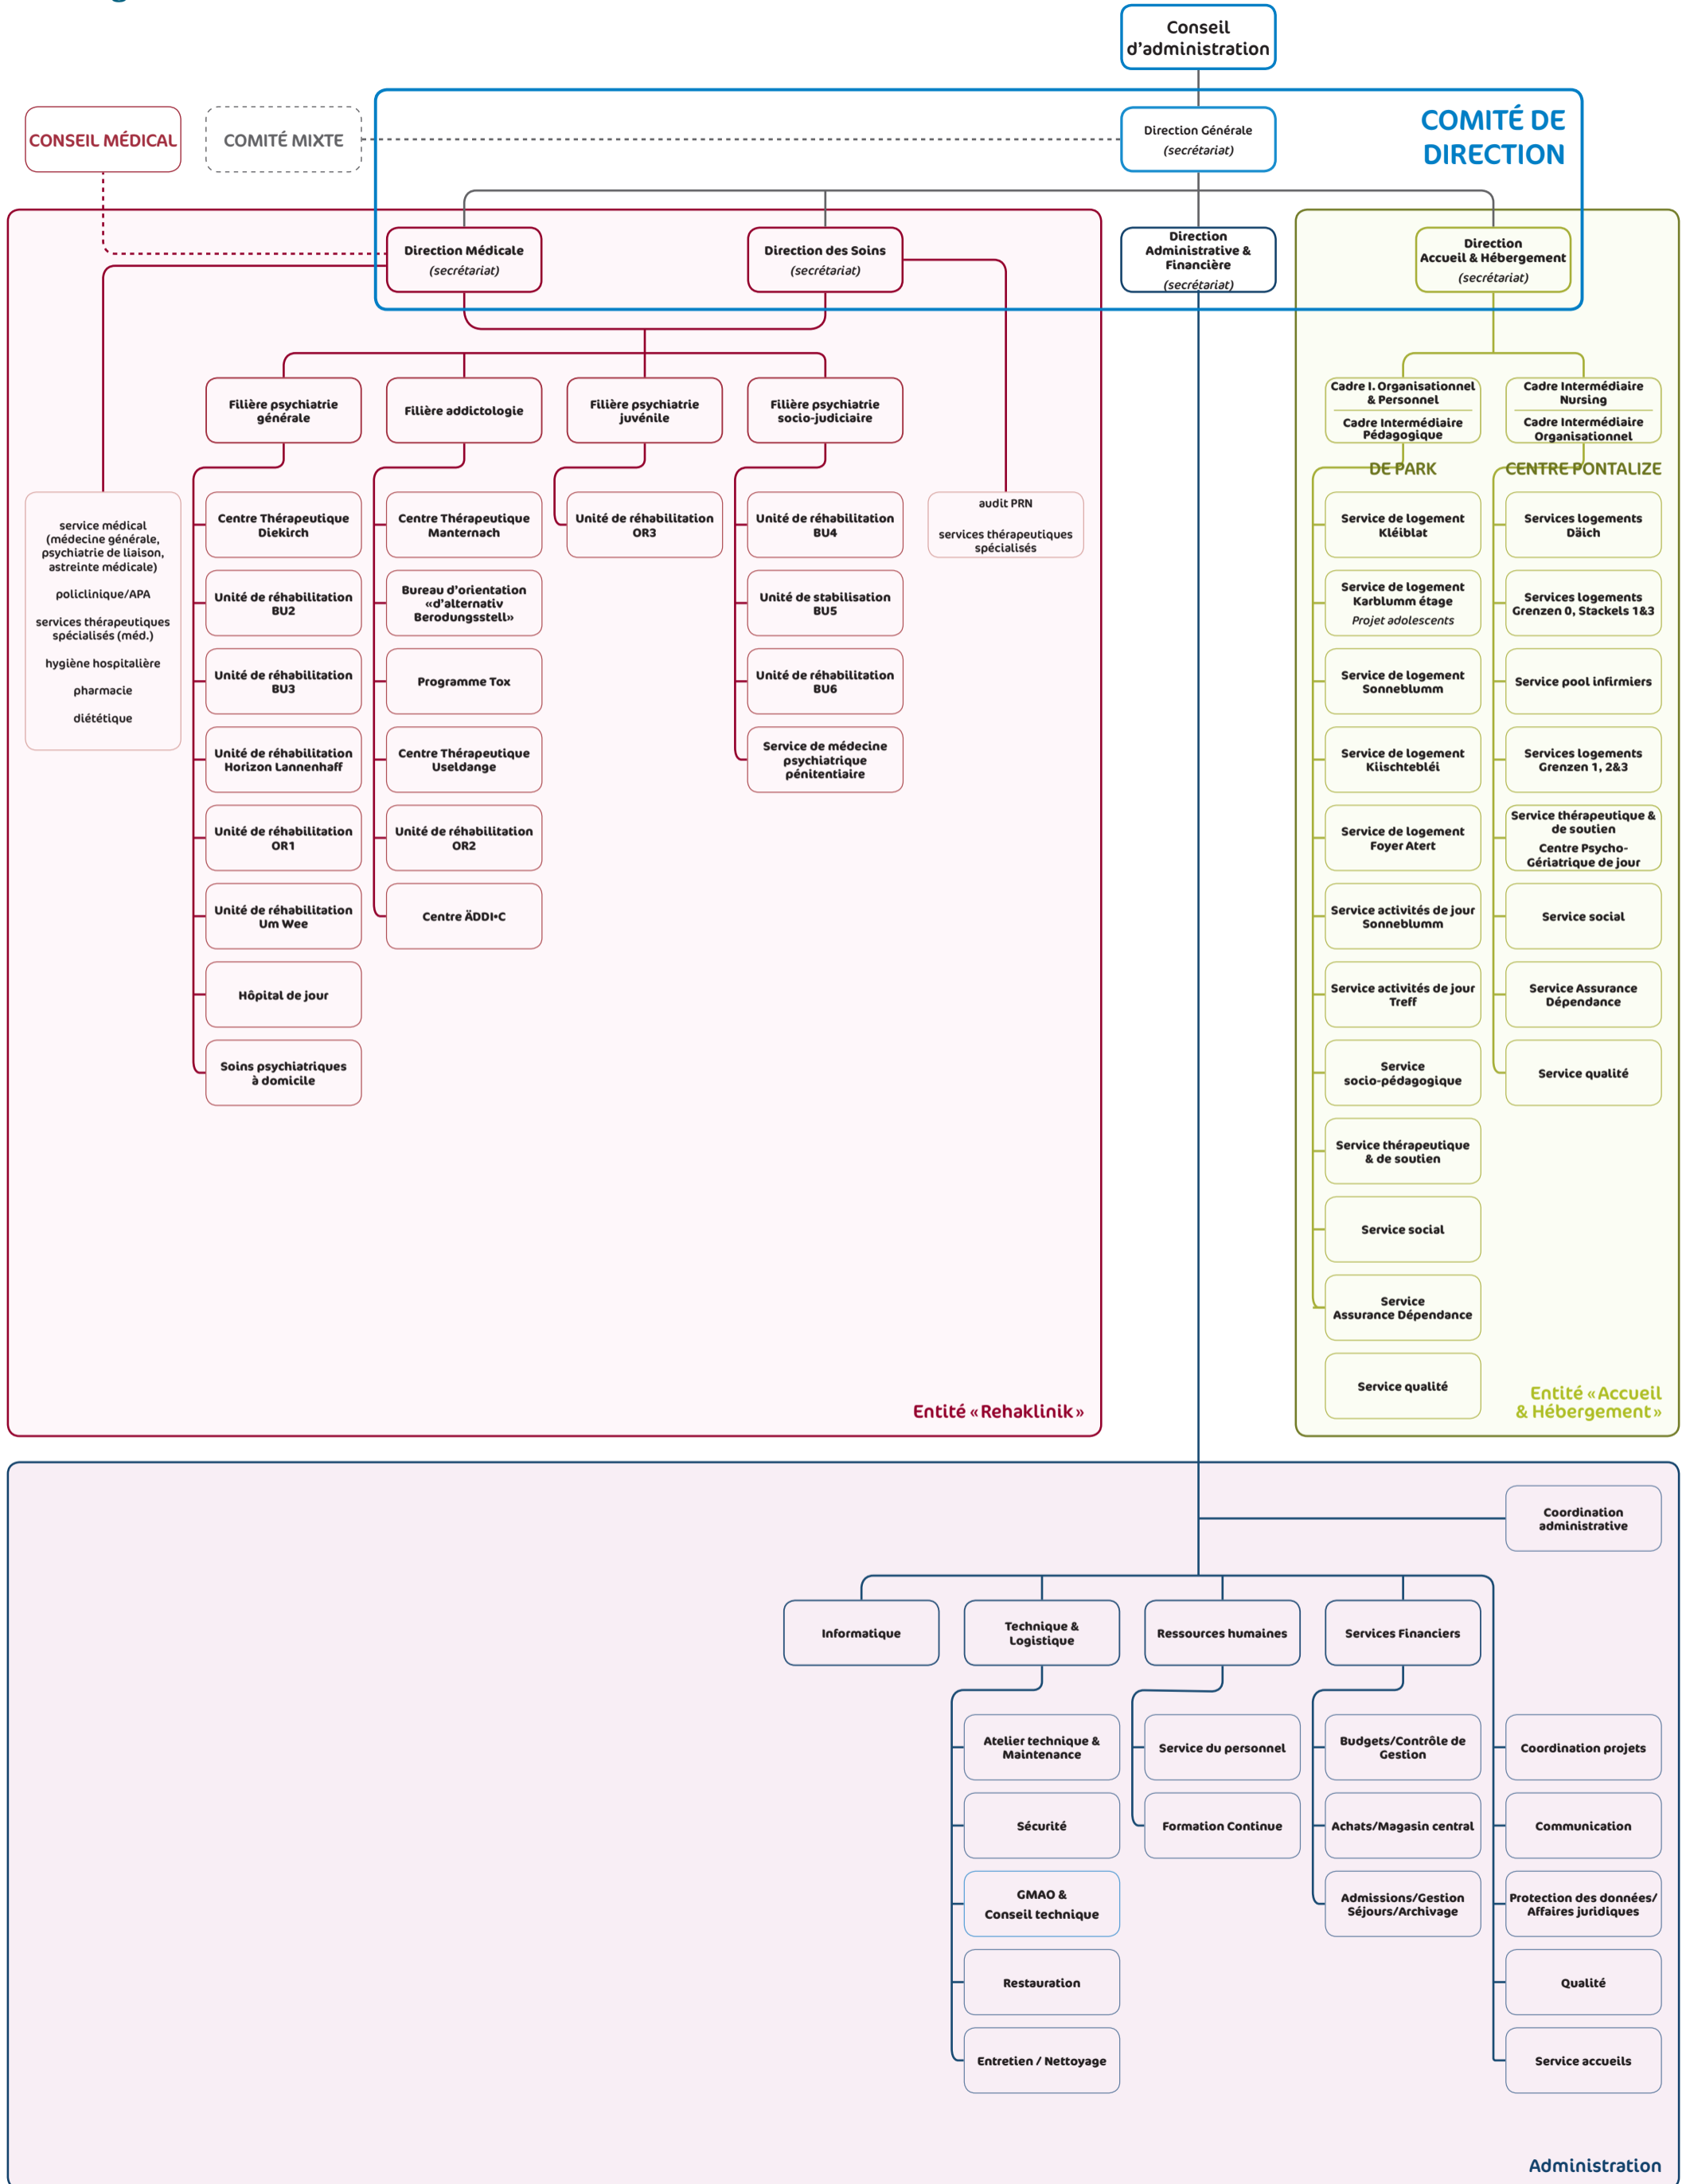 Conseil
d'administration
CONSEIL MÉDICAL
COMITÉ MIXTE
Direction Générale
(secrétariat)
COMITÉ DE
DIRECTION
Direction Médicale
(secrétariat)
Direction des Soins
(secrétariat)
Direction
Administrative &
Financière
(secrétariat)
Direction
Accueil & Hébergement
(secrétariat)
Filière psychiatrie
générale
Filière addictologie
Filière psychiatrie
juvénile
Filière psychiatrie
socio-judiciaire
Cadre I. Organisationnel
& Personnel
Cadre Intermédiaire
Pédagogique
Cadre Intermédiaire
Nursing
Cadre Intermédiaire
Organisationnel
DE PARK
CENTRE PONTALIZE
service médical
(médecine générale,
psychiatrie de liaison,
astreinte médicale)
policlinique/APA
services thérapeutiques
spécialisés (méd.)
hygiène hospitalière
pharmacie
diététique
Centre Thérapeutique
Diekirch
Unité de réhabilitation
BU2
Unité de réhabilitation
BU3
Unité de réhabilitation
Horizon Lannenhaff
Unité de réhabilitation
OR1
Unité de réhabilitation
Um Wee
Hôpital de jour
Soins psychiatriques
à domicile
Centre Thérapeutique
Manternach
Bureau d'orientation
«d'alternativ
Berodungsstell»
Programme Tox
Centre Thérapeutique
Useldange
Unité de réhabilitation
OR2
Centre ÄDDI•C
Unité de réhabilitation
OR3
Unité de réhabilitation
BU4
Unité de stabilisation
BU5
Unité de réhabilitation
BU6
Service de médecine
psychiatrique
pénitentiaire
audit PRN
services thérapeutiques
spécialisés
Service de logement
Kléiblat
Service de logement
Karblumm étage
Projet adolescents
Service de logement
Sonneblumm
Service de logement
Kiischtebléi
Service de logement
Foyer Atert
Service activités de jour
Sonneblumm
Service activités de jour
Treff
Service
socio-pédagogique
Service thérapeutique
& de soutien
Service social
Service
Assurance Dépendance
Service qualité
Services logements
Däich
Services logements
Grenzen 0, Stackels 1&3
Service pool infirmiers
Services logements
Grenzen 1, 2&3
Service thérapeutique &
de soutien
Centre Psycho-
Gériatrique de jour
Service social
Service Assurance
Dépendance
Service qualité
Entité «Rehaklinik»
Entité «Accueil
& Hébergement»
Coordination
administrative
Informatique
Technique &
Logistique
Ressources humaines
Services Financiers
Atelier technique &
Maintenance
Sécurité
GMAO &
Conseil technique
Restauration
Entretien / Nettoyage
Service du personnel
Formation Continue
Budgets/Contrôle de
Gestion
Achats/Magasin central
Admissions/Gestion
Séjours/Archivage
Coordination projets
Communication
Protection des données/
Affaires juridiques
Qualité
Service accueils
Administration